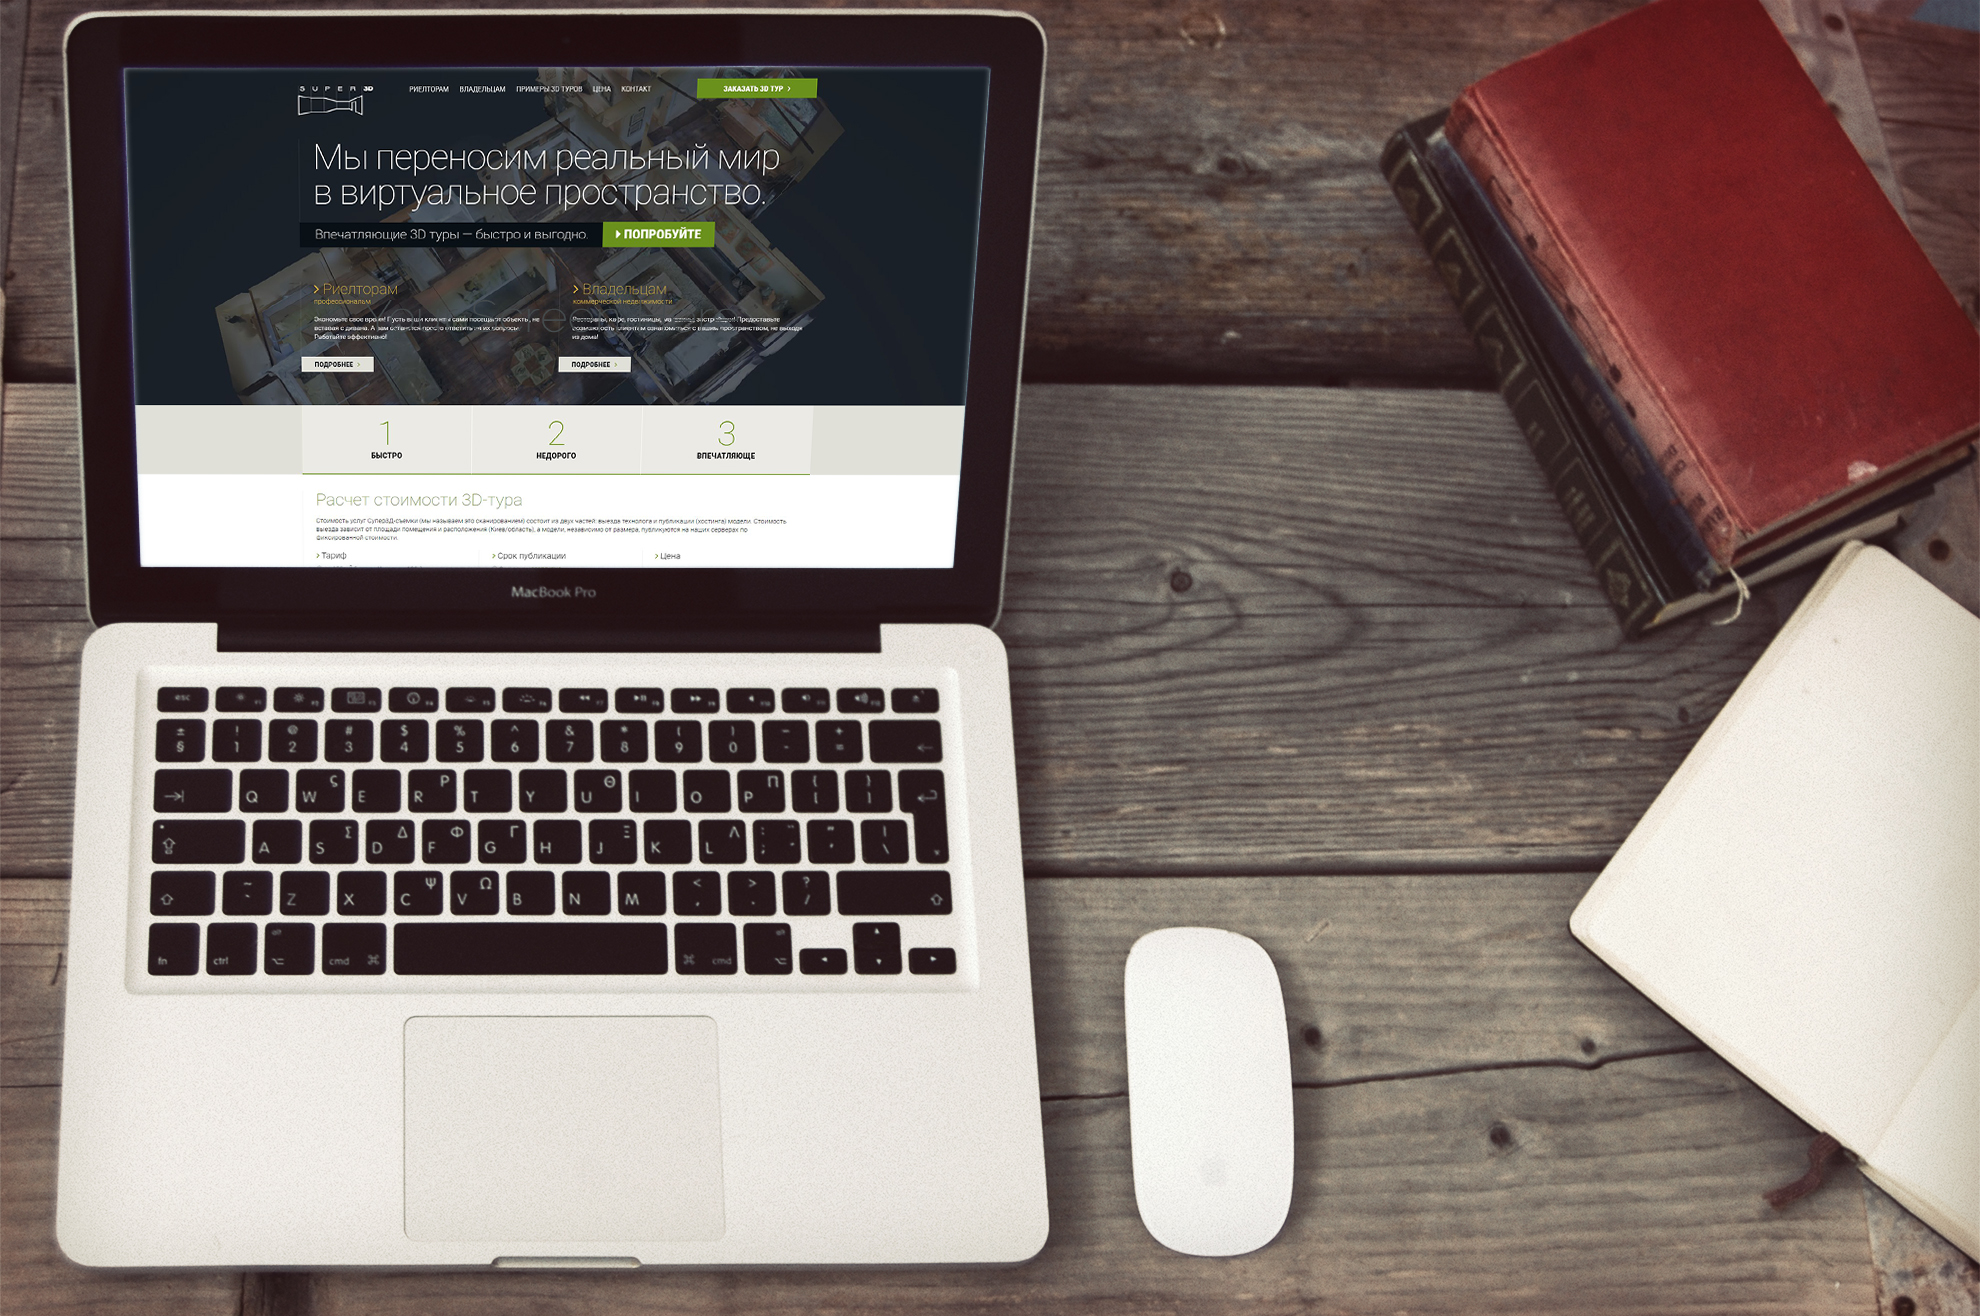 SUPER 3D
РИЕЛТОРАМ ВЛАДЕЛЬЦАМ ПРИМЕРЫ 3D ТУРОВ ЦЕНА КОНТАКТ
ЗАКАЗАТЬ 3D ТУР
Мы переносим реальный мир
в виртуальное пространство.
Впечатляющие 3D туры — быстро и выгодно.
ПОПРОБУЙТЕ
Риелторам
профессионалам
Экономьте свое время! Пусть ваши клиенты сами посещают объекты, не
вставая с дивана. А вам останется просто ответить на их вопросы.
Работайте эффективно!
ПОДРОБНЕЕ
Владельцам
коммерческой недвижимости
Рестораны, кафе, гостиницы, Предоставьте
возможность клиентам ознакомиться с вашим пространством, не выходя
из дома!
ПОДРОБНЕЕ
1
БЫСТРО
2
НЕДОРОГО
3
ВПЕЧАТЛЯЮЩЕ
Расчет стоимости 3D-тура
Стоимость услуг Супер3Д-съемки (мы называем это сканированием) состоит из двух частей: выезда технолога и публикации (хостинга) модели. Стоимость
выезда зависит от площади помещения и расположения (Киев/область), а модели, независимо от размера, публикуются на наших серверах по
фиксированной стоимости.
Тариф
Срок публикации
Цена
MacBook Pro
esc
± ! @ # $ % ^ & * ( ) – +
§ 1 2 3 4 5 6 7 8 9 0 - =
ς Ρ Θ Π { }
Q W E R T Y U I O P [ ]
Σ Δ Φ Γ Ξ Λ : " |
A S D F G H J K L ; ' \
~ Ψ Ω < > ?
Z X C V B N M , . /
fn ctrl ⌥ cmd ⌘ ⌘ cmd ⌥